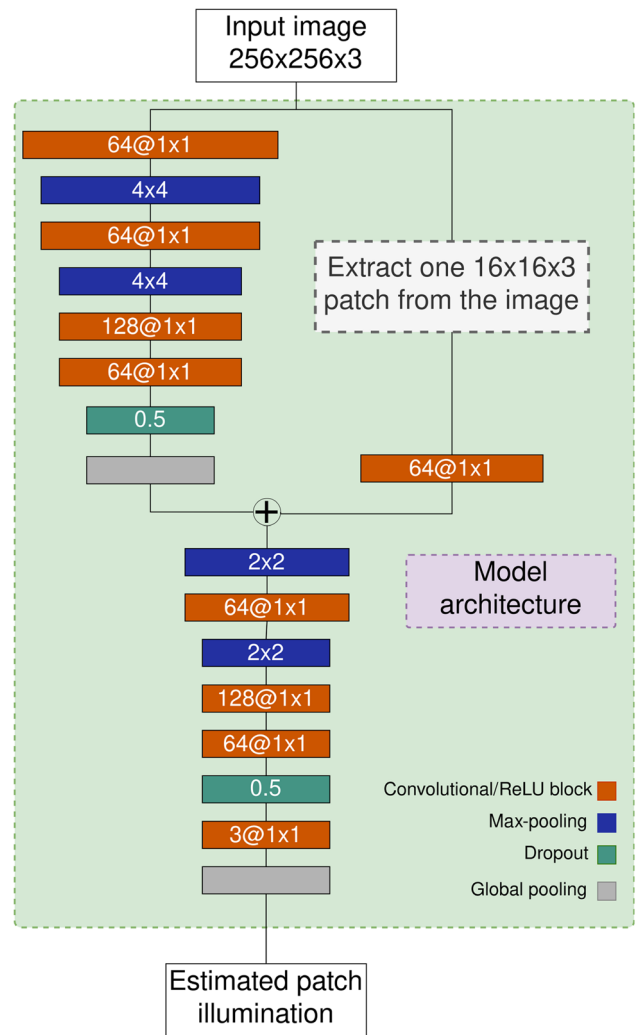 Input image
256x256x3
64@1x1
4x4
64@1x1
4x4
128@1x1
64@1x1
0.5
Extract one 16x16x3
patch from the image
64@1x1
2x2
64@1x1
2x2
128@1x1
64@1x1
0.5
3@1x1
Model
architecture
Convolutional/ReLU block
Max-pooling
Dropout
Global pooling
Estimated patch
illumination